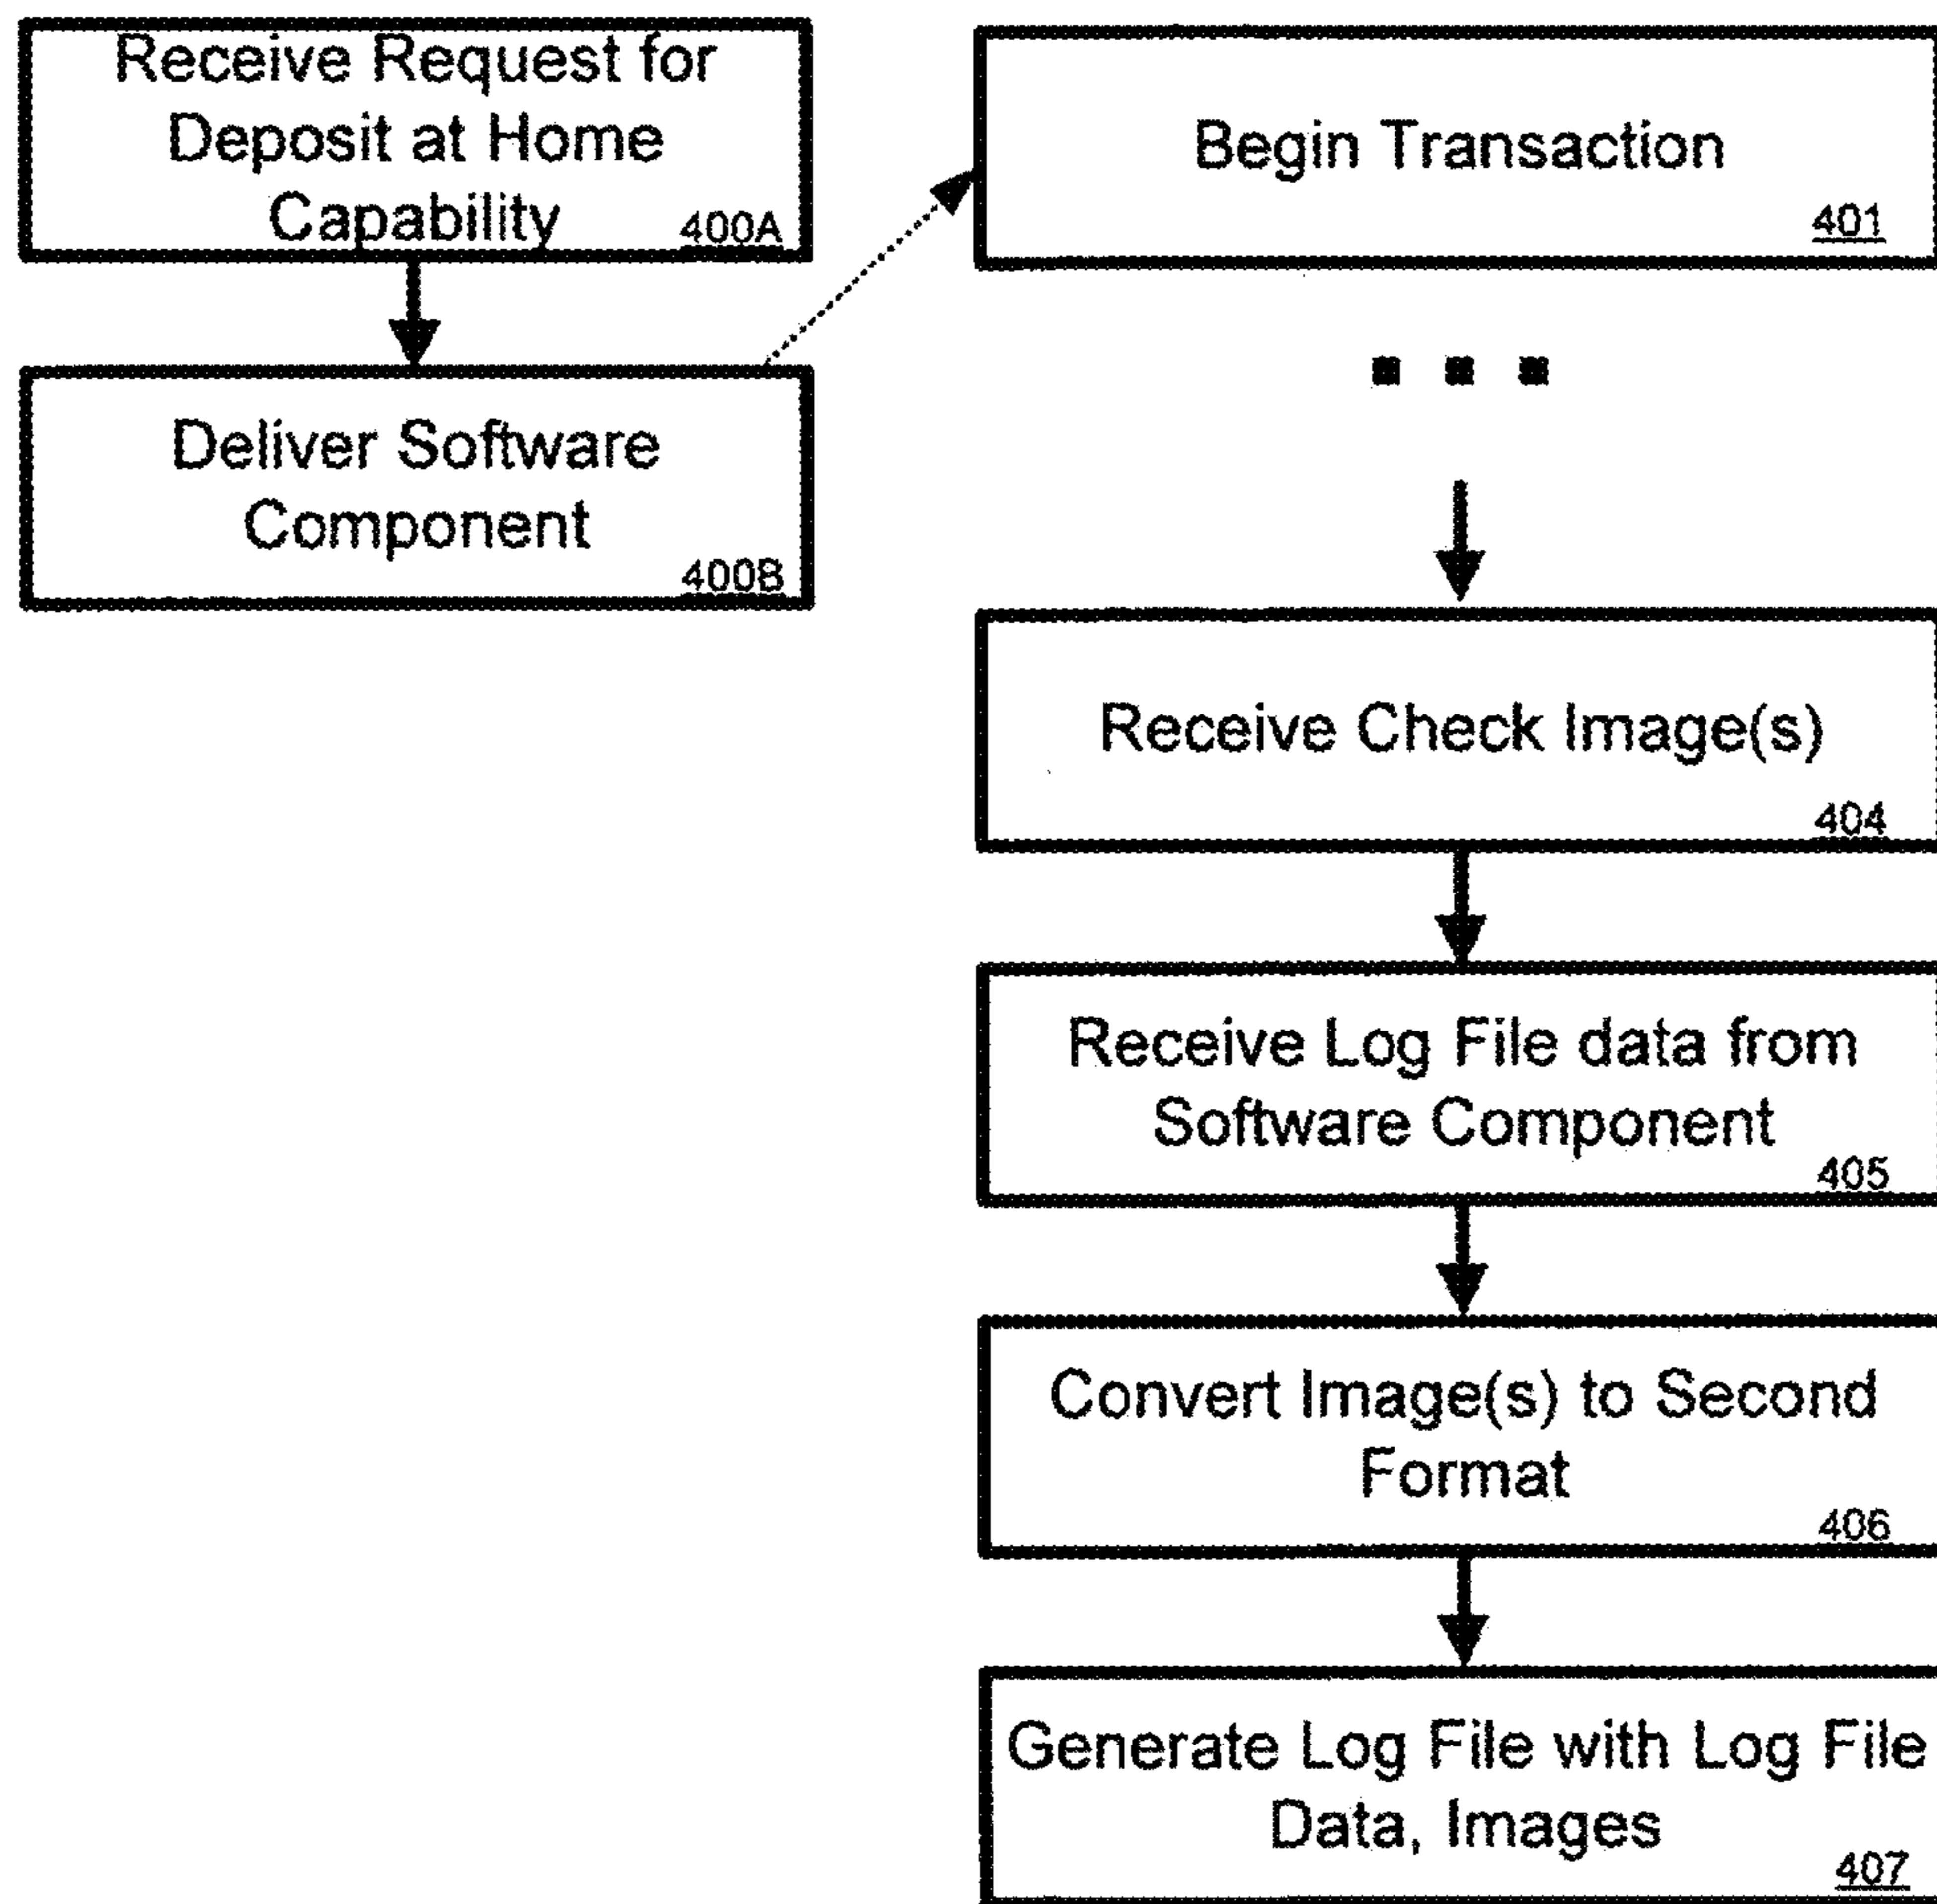 Receive Request for
Deposit at Home
Capability
400A
Deliver Software
Component
400B
Begin Transaction
401
Receive Check Image(s)
404
Receive Log File data from
Software Component
405
Convert Image(s) to Second
Format
406
Generate Log File with Log File
Data, Images
407